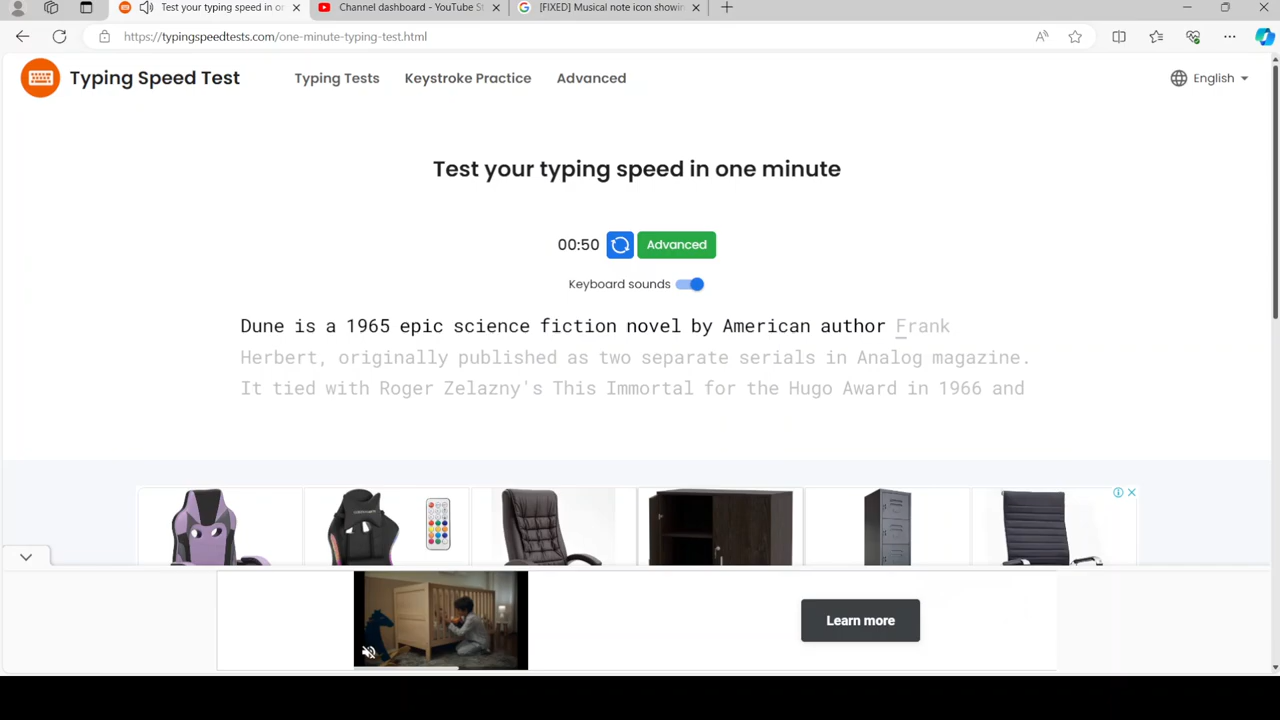 Test your typing speed in on
Channel dashboard - YouTube St
[FIXED] Musical note icon showin
https://typingspeedtests.com/one-minute-typing-test.html
Typing Speed Test
Typing Tests
Keystroke Practice
Advanced
English
Test your typing speed in one minute
00:50
Advanced
Keyboard sounds
Dune is a 1965 epic science fiction novel by American author Frank
Herbert, originally published as two separate serials in Analog magazine.
It tied with Roger Zelazny's This Immortal for the Hugo Award in 1966 and
Learn more